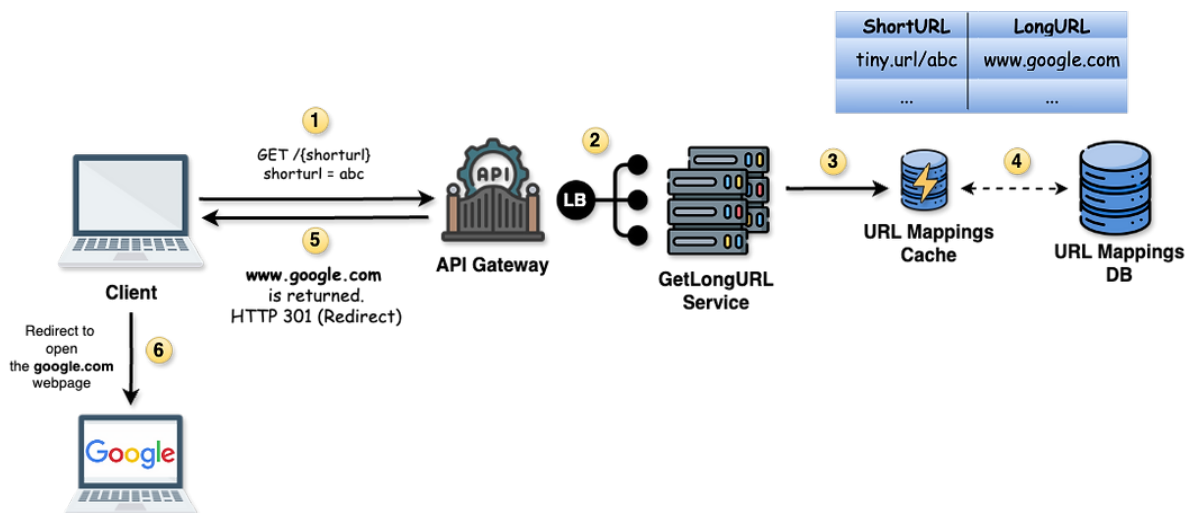 ShortURL LongURL
tiny.url/abc www.google.com
... ...
1
GET /{shorturl}
shorturl = abc
API
2
LB
3
4
5
www.google.com
is returned.
HTTP 301 (Redirect)
API Gateway
GetLongURL
Service
URL Mappings
Cache
URL Mappings
DB
Client
Redirect to
open
the google.com
webpage
6
Google